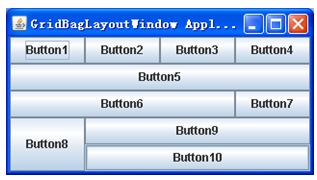 GridBagLayoutWindow Appl...
Button1 Button2 Button3 Button4
Button5
Button6 Button7
Button8 Button9
Button10